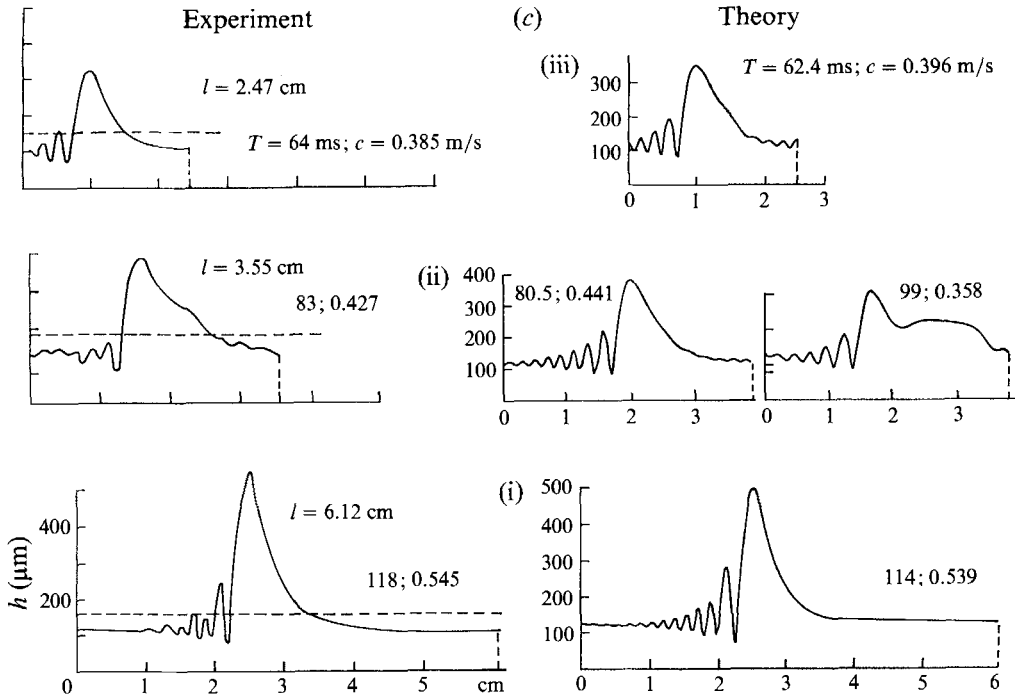 Experiment (c) Theory
l = 2.47 cm
T = 64 ms; c = 0.385 m/s
(iii)
T = 62.4 ms; c = 0.396 m/s
300
200
100
0 1 2 3
l = 3.55 cm
83; 0.427
(ii)
400
300
200
100
80.5; 0.441
0 1 2 3
99; 0.358
0 1 2 3
h (μm)
400
200
l = 6.12 cm
118; 0.545
0 1 2 3 4 5 cm
(i)
500
400
300
200
100
114; 0.539
0 1 2 3 4 5 6